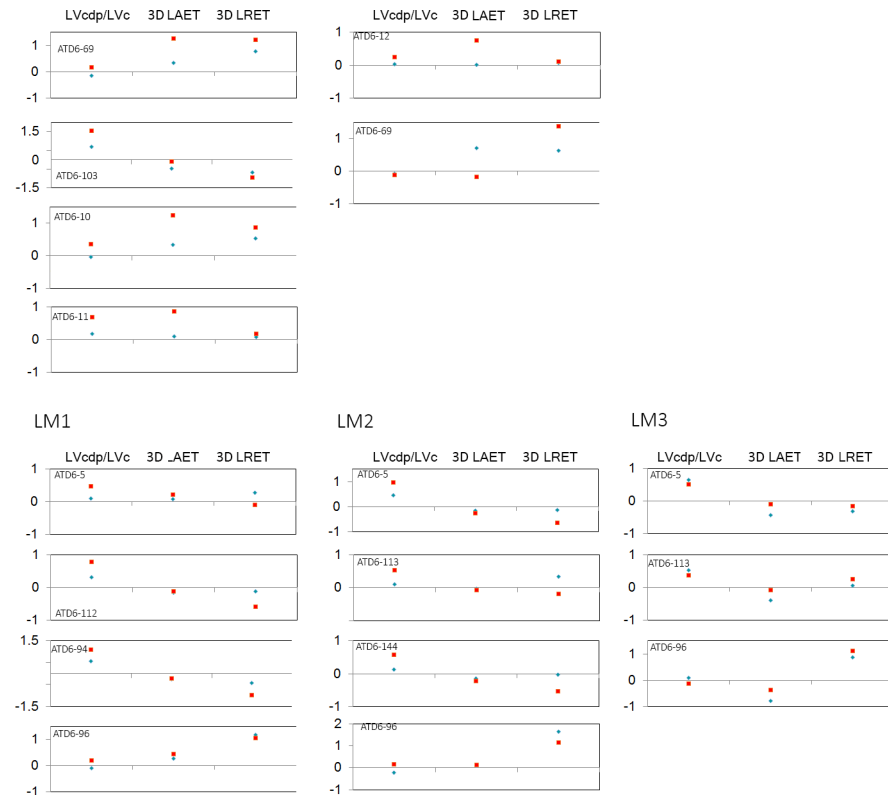 LVcdp/LVc 3D LAET 3D LRET
1
0
-1
ATD6-69
1.5
0
-1.5
ATD6-103
1
0
-1
ATD6-10
1
0
-1
ATD6-11
LVcdp/LVc 3D LAET 3D LRET
1
0
-1
ATD6-12
1
0
-1
ATD6-69
LM1
LVcdp/LVc 3D LAET 3D LRET
1
0
-1
ATD6-5
1
0
-1
ATD6-112
1.5
-1.5
ATD6-94
1
0
-1
ATD6-96
LM2
LVcdp/LVc 3D LAET 3D LRET
1
0
-1
ATD6-5
1
0
-1
ATD6-113
1
0
-1
ATD6-144
2
1
0
-1
ATD6-96
LM3
LVcdp/LVc 3D LAET 3D LRET
1
0
-1
ATD6-5
1
0
-1
ATD6-113
1
0
-1
ATD6-96